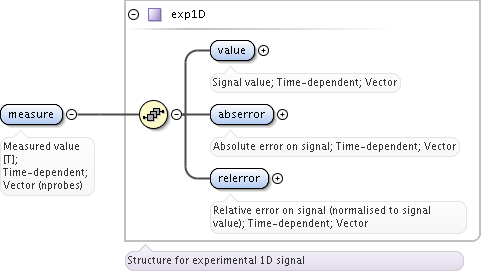 exp1D
value
Signal value; Time-dependent; Vector
measure
Measured value
[T];
Time-dependent;
Vector (nprobes)
abserror
Absolute error on signal; Time-dependent; Vector
relerror
Relative error on signal (normalised to signal
value); Time-dependent; Vector
Structure for experimental 1D signal